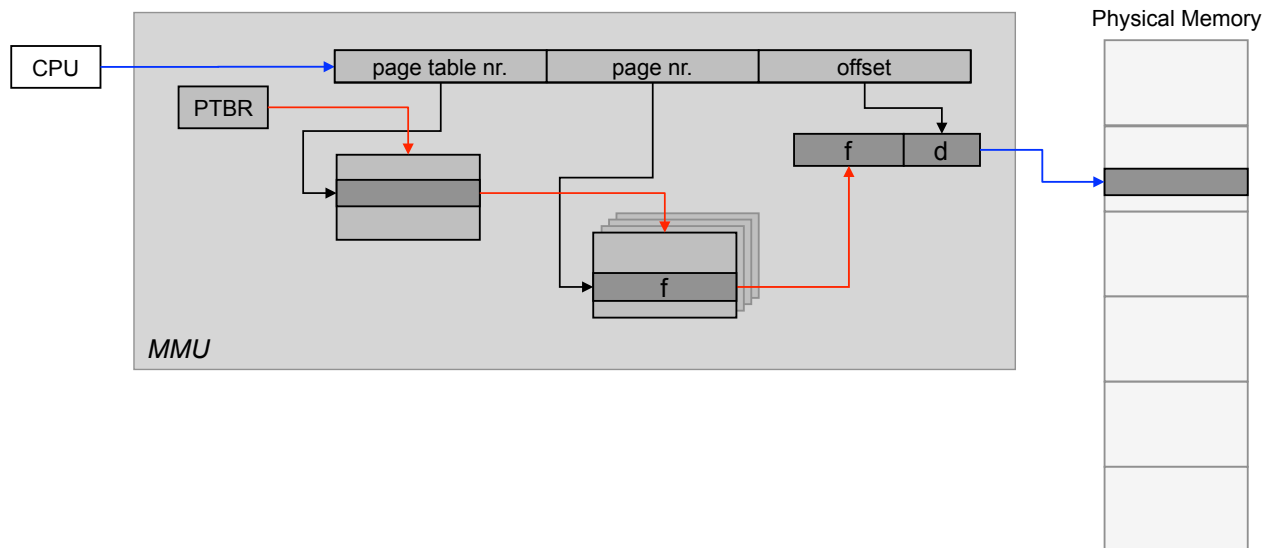 Physical Memory
CPU
page table nr.
page nr.
offset
PTBR
f
d
f
MMU